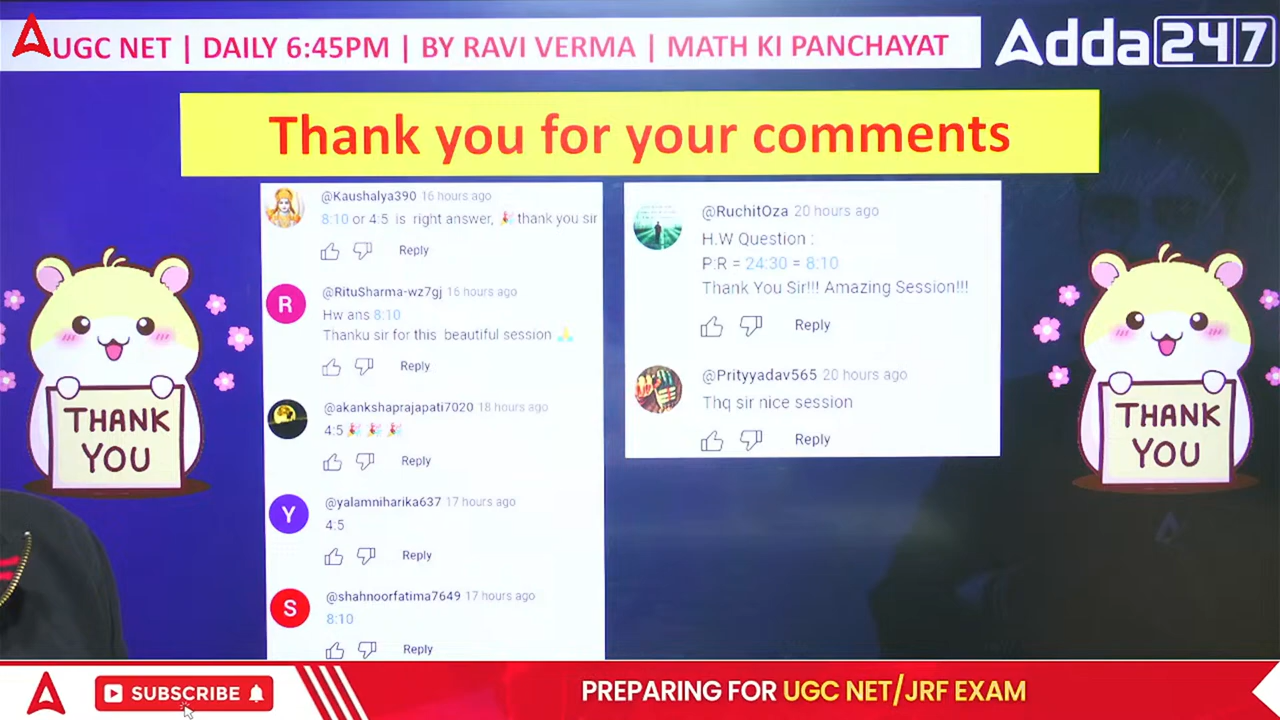 UGC NET | DAILY 6:45PM | BY RAVI VERMA | MATH KI PANCHAYAT
Adda 247
Thank you for your comments
@Kaushalya390 16 hours ago
8:10 or 4:5 is right answer, 🎉thank you sir
Reply
R
@RituSharma-wz7gj 16 hours ago
Hw ans 8:10
Thanku sir for this beautiful session 🙏
Reply
@akankshaprajapati7020 18 hours ago
4:5🎉🎉🎉
Reply
Y
@yalamniharika637 17 hours ago
4:5
Reply
S
@shahnoorfatima7649 17 hours ago
8:10
Reply
@RuchitOza 20 hours ago
H.W Question :
P:R = 24:30 = 8:10
Thank You Sir!!! Amazing Session!!!
Reply
@Prityyadav565 20 hours ago
Thq sir nice session
Reply
THANK
YOU
THANK
YOU
SUBSCRIBE
PREPARING FOR UGC NET/JRF EXAM